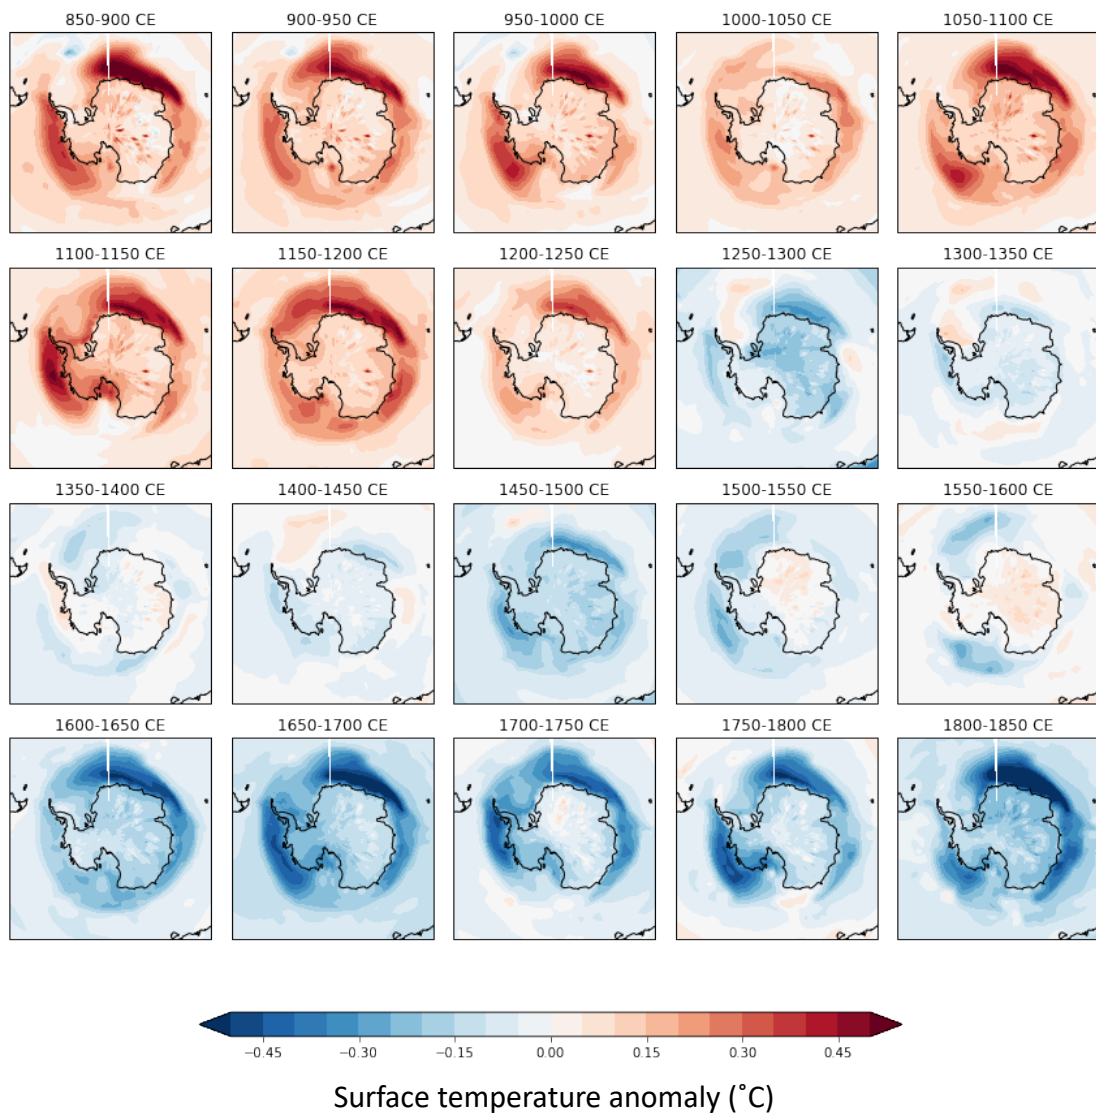 850-900 CE 900-950 CE 950-1000 CE 1000-1050 CE 1050-1100 CE
1100-1150 CE 1150-1200 CE 1200-1250 CE 1250-1300 CE 1300-1350 CE
1350-1400 CE 1400-1450 CE 1450-1500 CE 1500-1550 CE 1550-1600 CE
1600-1650 CE 1650-1700 CE 1700-1750 CE 1750-1800 CE 1800-1850 CE
−0.45 −0.30 −0.15 0.00 0.15 0.30 0.45
Surface temperature anomaly (˚C)